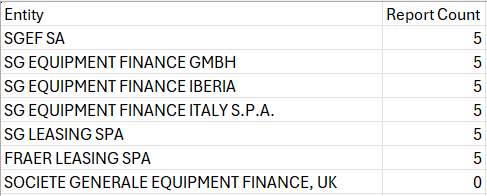 Entity Report Count
SGEF SA 5
SG EQUIPMENT FINANCE GMBH 5
SG EQUIPMENT FINANCE IBERIA 5
SG EQUIPMENT FINANCE ITALY S.P.A. 5
SG LEASING SPA 5
FRAER LEASING SPA 5
SOCIETE GENERALE EQUIPMENT FINANCE, UK 0